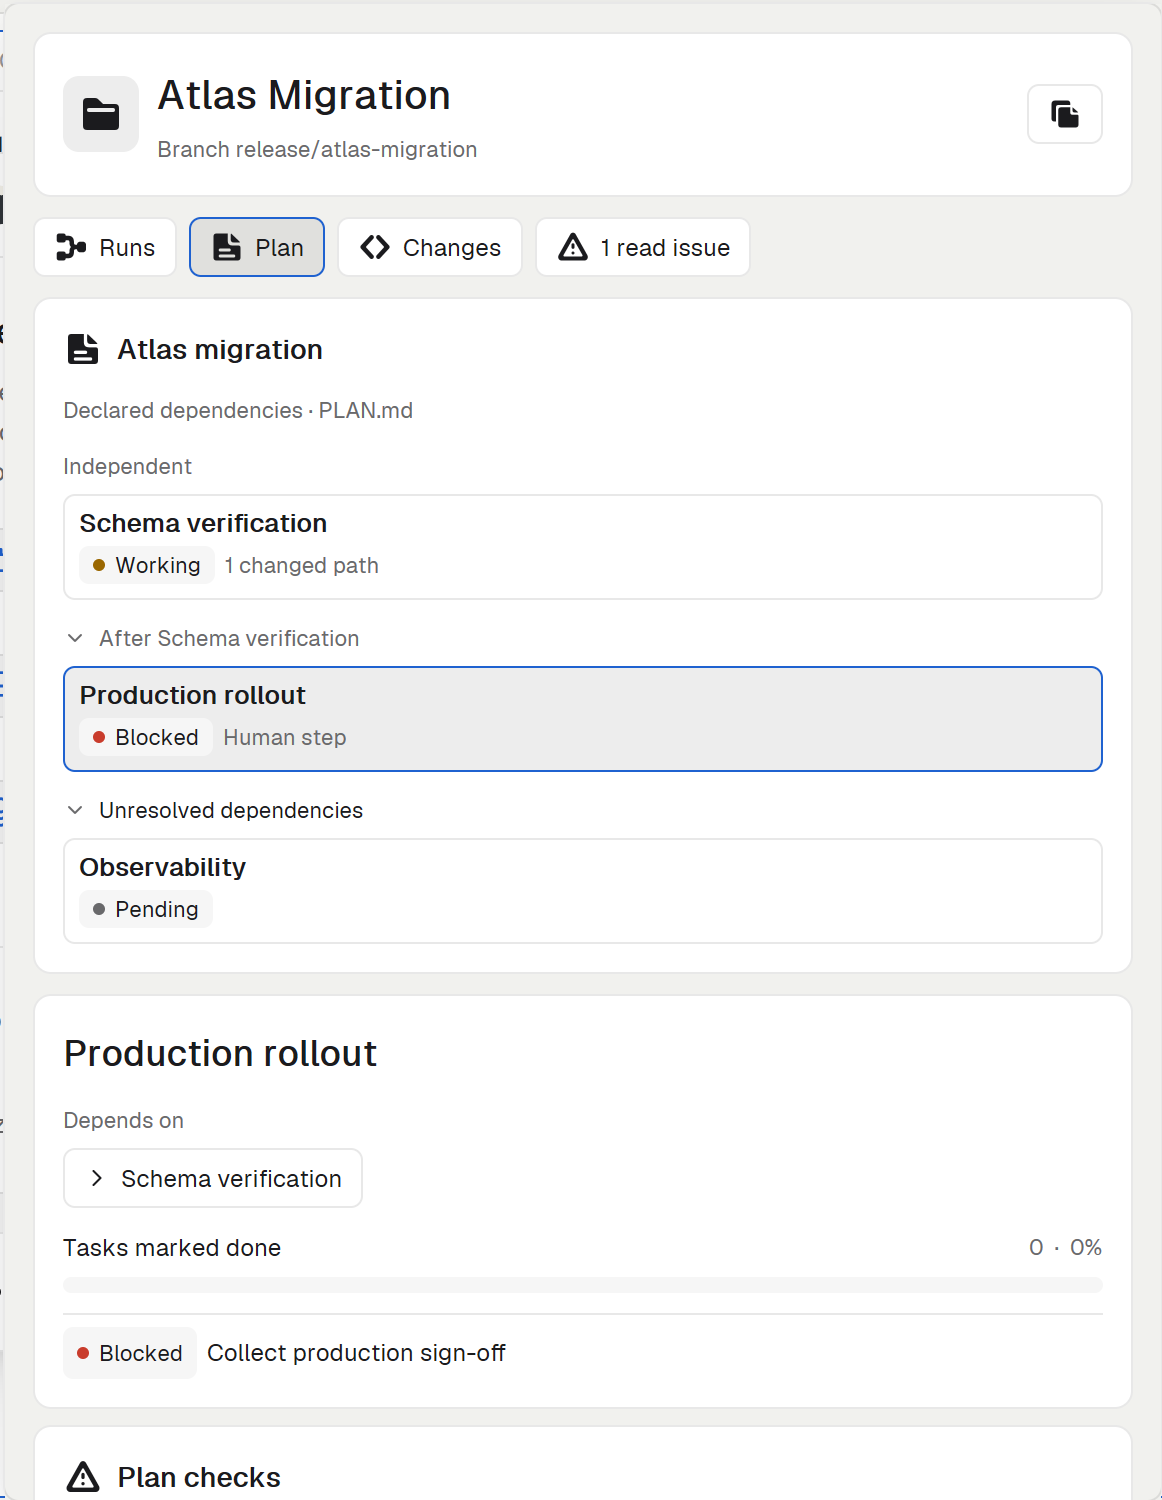 Atlas Migration
Branch release/atlas-migration
Runs
Plan
Changes
1 read issue
Atlas migration
Declared dependencies · PLAN.md
Independent
Schema verification
Working 1 changed path
After Schema verification
Production rollout
Blocked Human step
Unresolved dependencies
Observability
Pending
Production rollout
Depends on
Schema verification
Tasks marked done 0 · 0%
Blocked Collect production sign-off
Plan checks